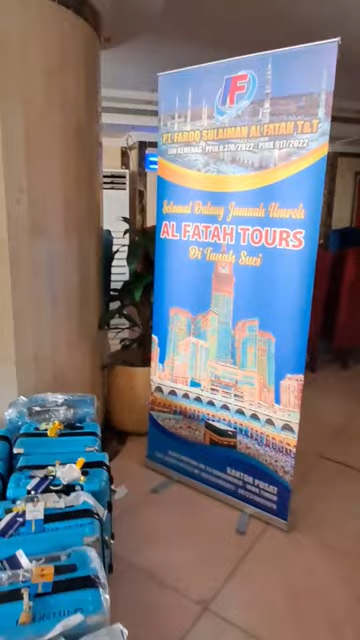 F
PT. FAROQ SULAIMAN AL FATAH T&T
IZIN KEMENAG : PPIU.U.270/2022 - PIHK 917/2022
Selamat Datang Jamaah Umroh
AL FATAH TOURS
Di Tanah Suci
KANTOR PUSAT